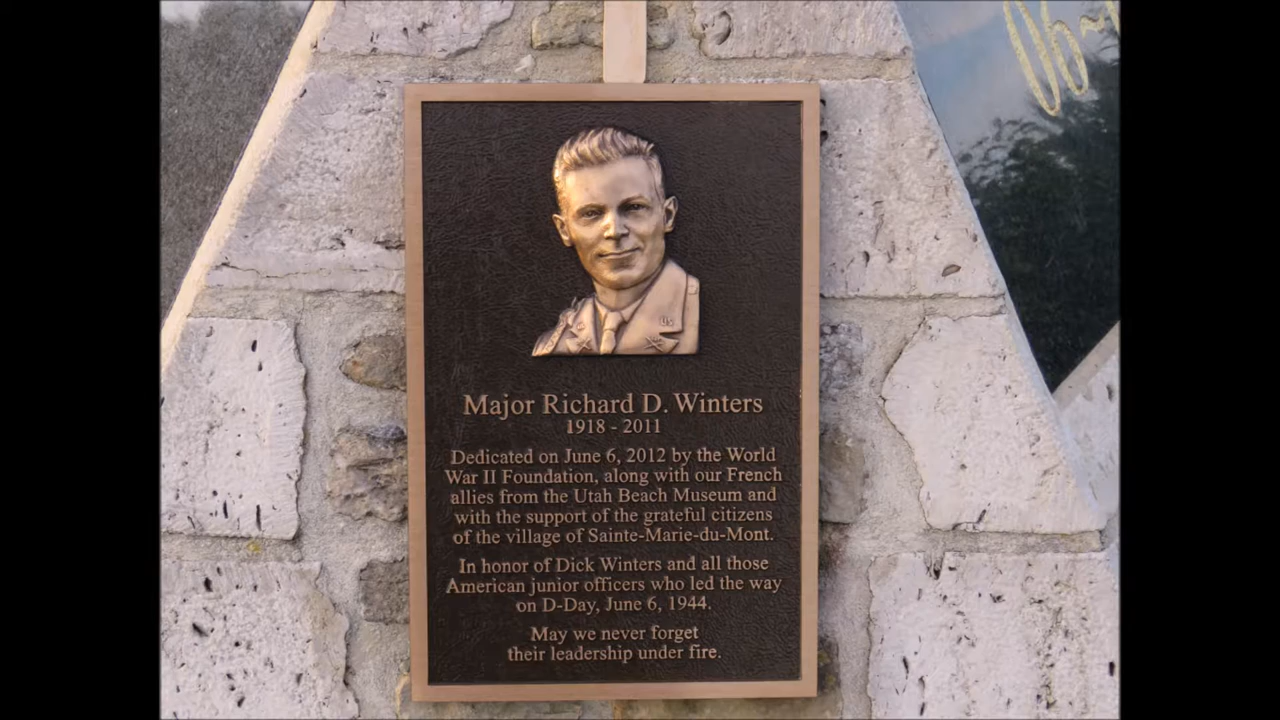 US
Major Richard D. Winters
1918 - 2011
Dedicated on June 6, 2012 by the World
War II Foundation, along with our French
allies from the Utah Beach Museum and
with the support of the grateful citizens
of the village of Sainte-Marie-du-Mont.
In honor of Dick Winters and all those
American junior officers who led the way
on D-Day, June 6, 1944.
May we never forget
their leadership under fire.